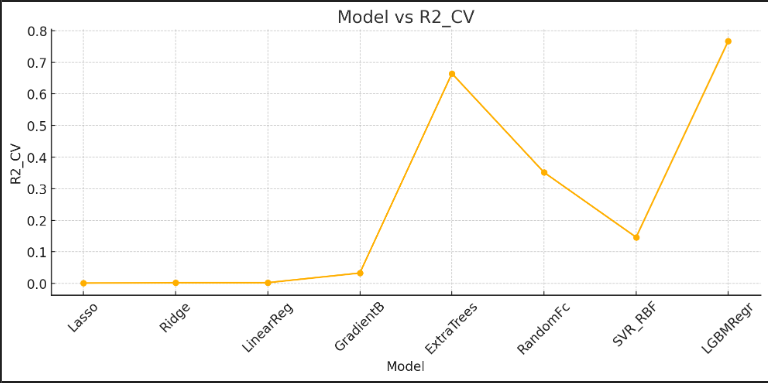 Model vs R2_CV
R2_CV
0.8
0.7
0.6
0.5
0.4
0.3
0.2
0.1
0.0
Lasso
Ridge
LinearReg
GradientB
ExtraTrees
RandomFc
SVR_RBF
LGBMRegr
Model